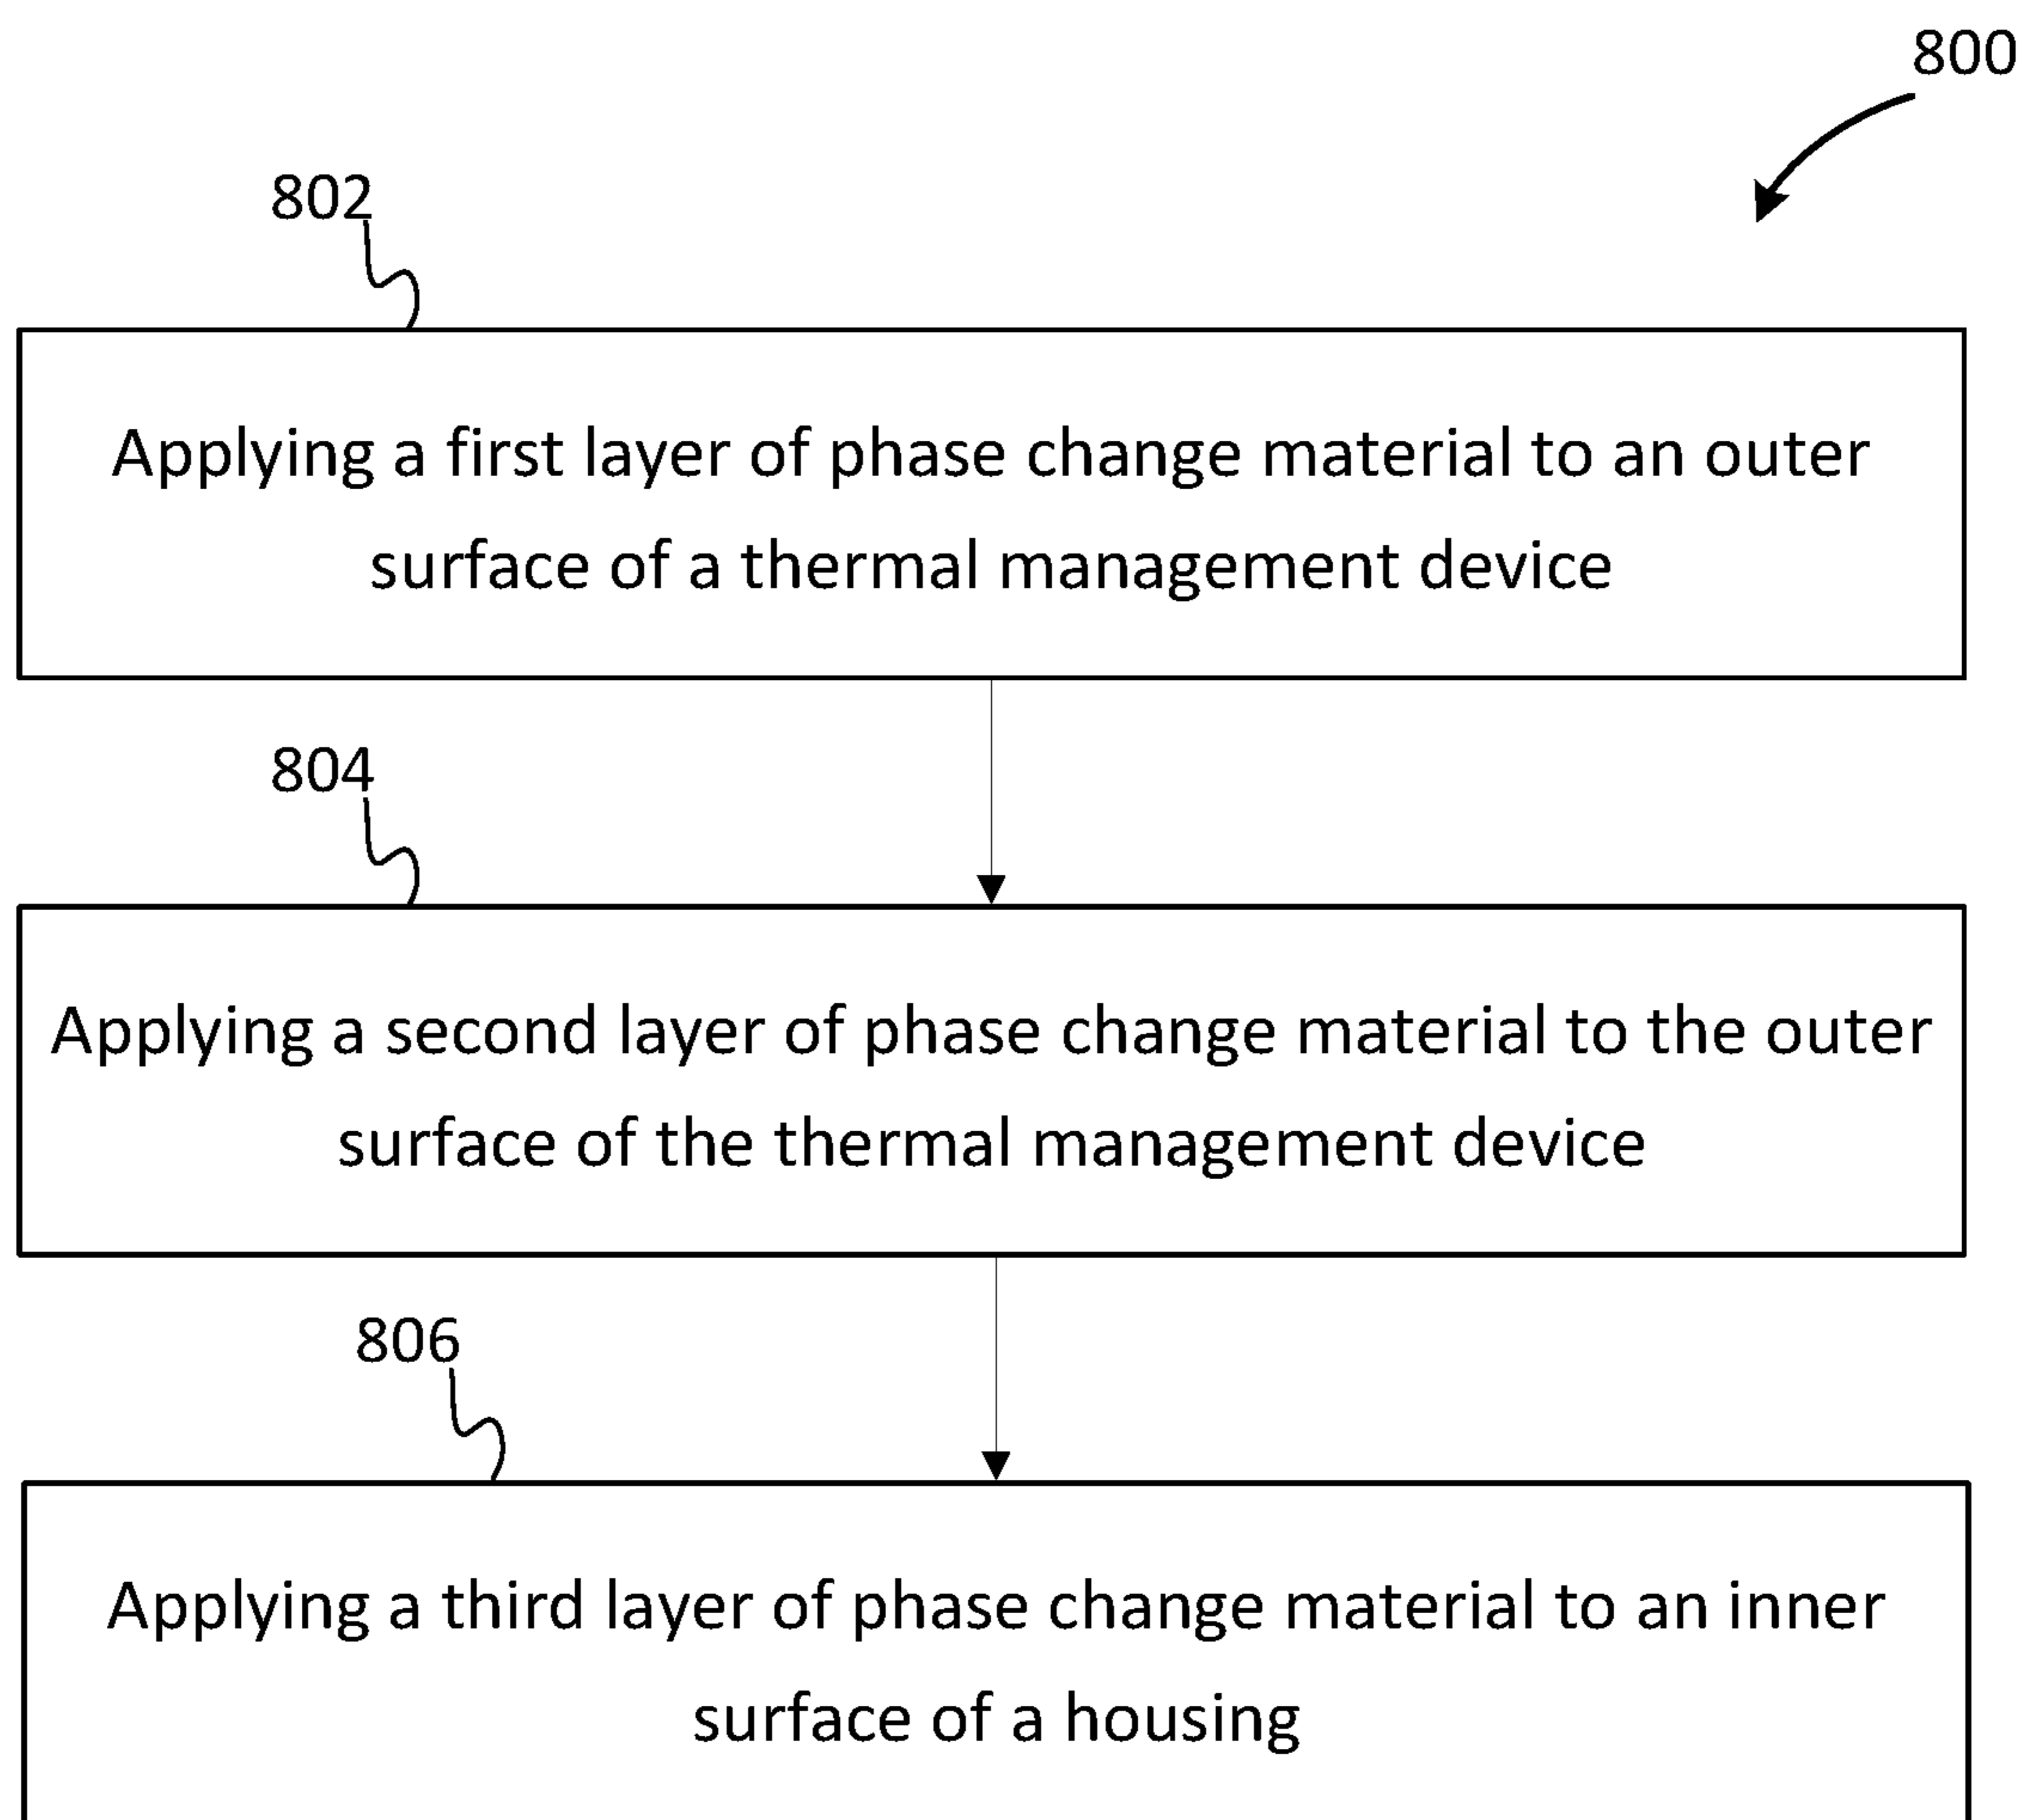 800
802
Applying a first layer of phase change material to an outer
surface of a thermal management device
804
Applying a second layer of phase change material to the outer
surface of the thermal management device
806
Applying a third layer of phase change material to an inner
surface of a housing